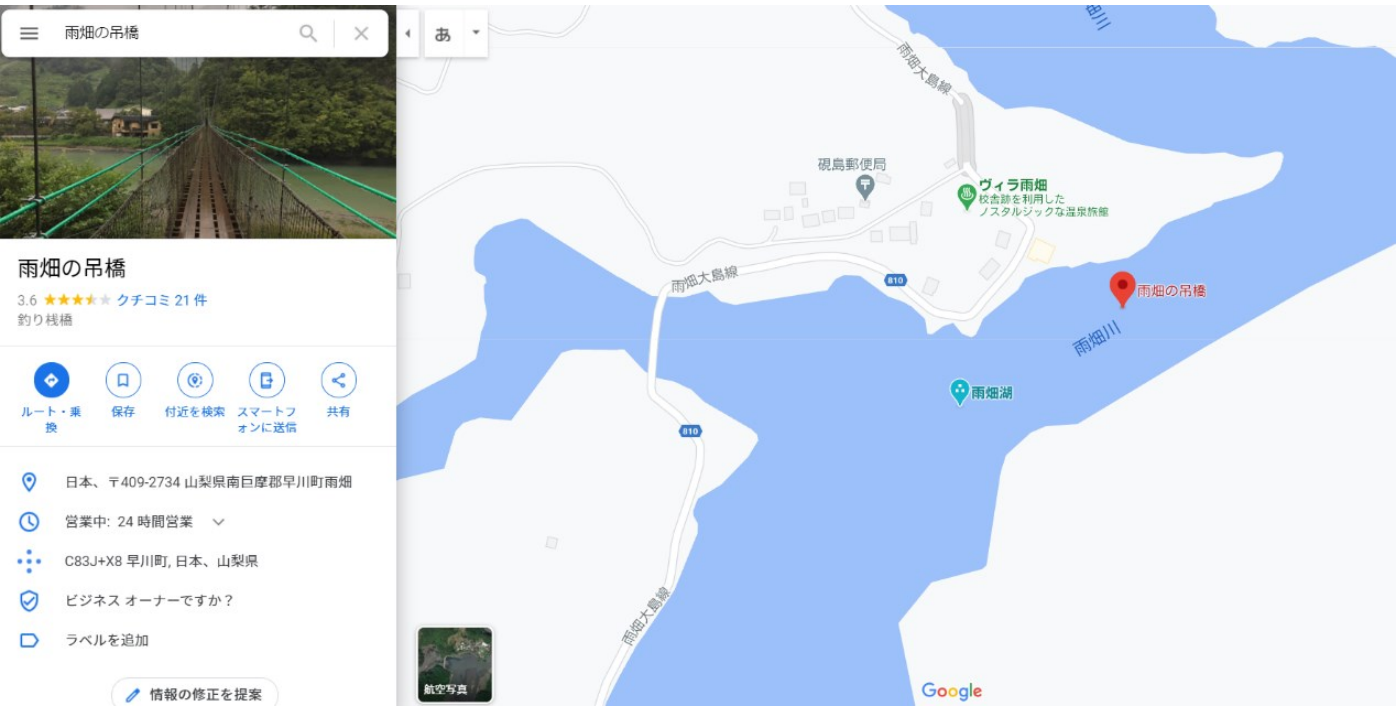 雨畑の吊橋
雨畑の吊橋
3.6
クチコミ 21 件
釣り桟橋
ルート・乗換
保存
付近を検索
スマートフォンに送信
共有
日本、〒409-2734 山梨県南巨摩郡早川町雨畑
営業中: 24 時間営業
C83J+X8 早川町, 日本、山梨県
ビジネス オーナーですか？
ラベルを追加
情報の修正を提案
あ
雨畑大島線
硯島郵便局
ヴィラ雨畑
校舎跡を利用した
ノスタルジックな温泉旅館
雨畑大島線
810
雨畑の吊橋
雨畑川
雨畑湖
810
雨畑大島線
航空写真
Google